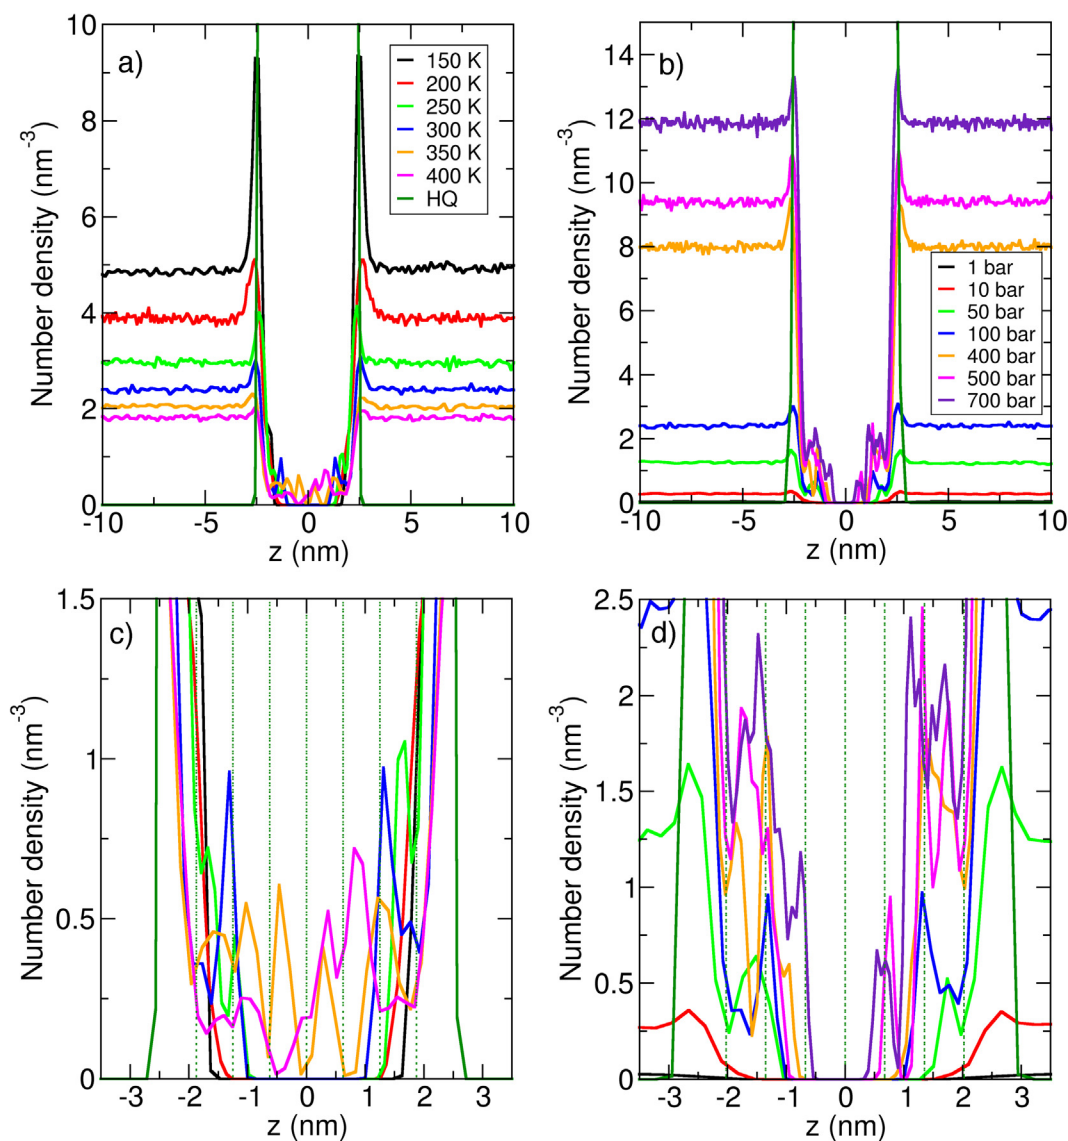 a)
Number density (nm-3)
10
8
6
4
2
0
150 K
200 K
250 K
300 K
350 K
400 K
HQ
-10 -5 0 5 10
z (nm)
b)
Number density (nm-3)
14
12
10
8
6
4
2
0
1 bar
10 bar
50 bar
100 bar
400 bar
500 bar
700 bar
-10 -5 0 5 10
z (nm)
c)
Number density (nm-3)
1.5
1
0.5
0
-3 -2 -1 0 1 2 3
z (nm)
d)
Number density (nm-3)
2.5
2
1.5
1
0.5
0
-3 -2 -1 0 1 2 3
z (nm)